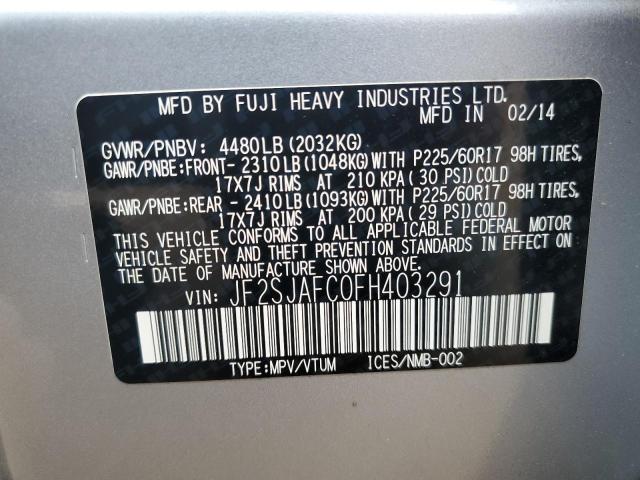 MFD BY FUJI HEAVY INDUSTRIES LTD.
MFD IN 02/14
GVWR/PNBV: 4480LB(2032KG)
GAWR/PNBE:FRONT- 2310LB(1048KG)WITH P225/60R17 98H TIRES,
17X7J RIMS AT 210 KPA( 30 PSI)COLD
GAWR/PNBE:REAR - 2410LB(1093KG)WITH P225/60R17 98H TIRES,
17X7J RIMS AT 200 KPA( 29 PSI)COLD
THIS VEHICLE CONFORMS TO ALL APPLICABLE FEDERAL MOTOR
VEHICLE SAFETY AND THEFT PREVENTION STANDARDS IN EFFECT ON
THE DATE OF MANUFACTURE SHOWN ABOVE.
VIN: JF2SJAFC0FH403291
TYPE:MPV/VTUM ICES/NMB-002